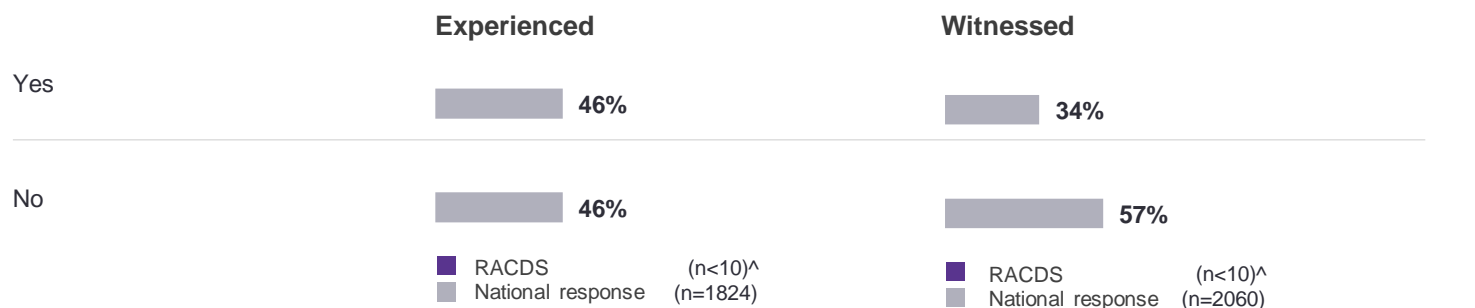 Experienced Witnessed
Yes 46% 34%
No 46% 57%
RACDS (n<10)^ RACDS (n<10)^
National response (n=1824) National response (n=2060)